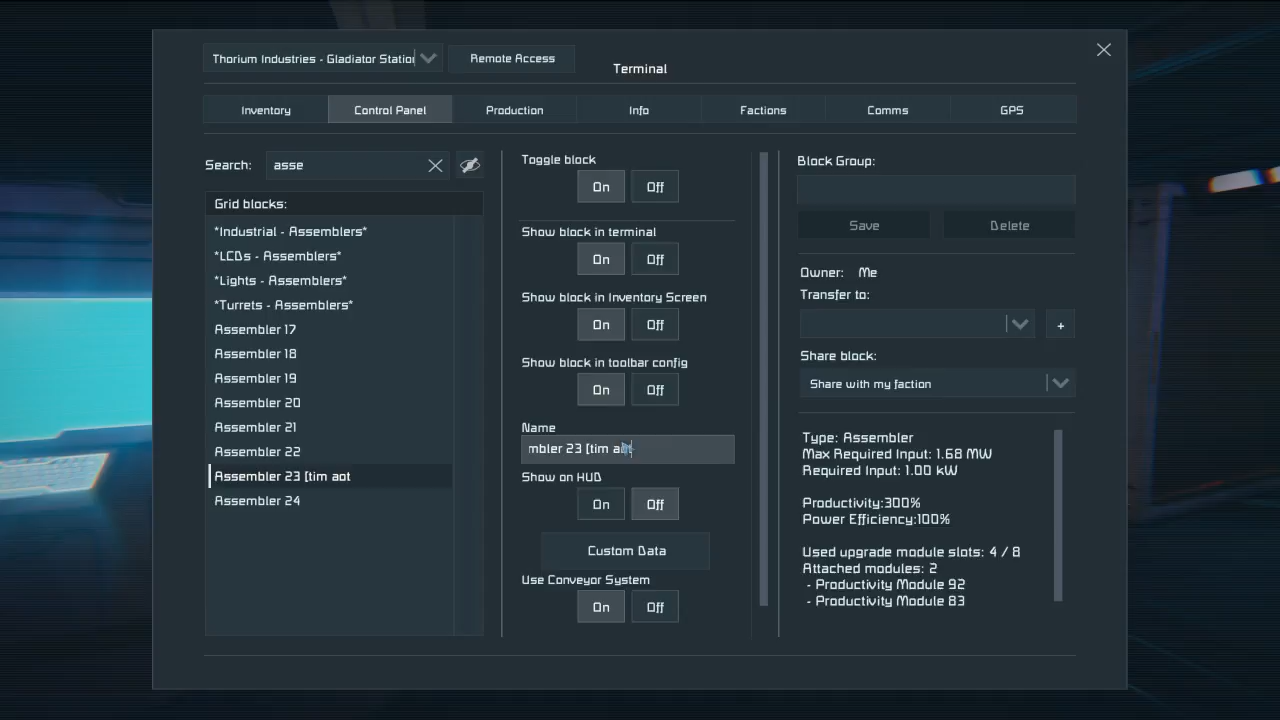 Thorium Industries - Gladiator Station
Remote Access
Terminal
Inventory
Control Panel
Production
Info
Factions
Comms
GPS
Search:
asse
Grid blocks:
*Industrial - Assemblers*
*LCDs - Assemblers*
*Lights - Assemblers*
*Turrets - Assemblers*
Assembler 17
Assembler 18
Assembler 19
Assembler 20
Assembler 21
Assembler 22
Assembler 23 [tim aot
Assembler 24
Toggle block
On Off
Show block in terminal
On Off
Show block in Inventory Screen
On Off
Show block in toolbar config
On Off
Name
mbler 23 [tim aot
Show on HUD
On Off
Custom Data
Use Conveyor System
On Off
Block Group:
Save Delete
Owner: Me
Transfer to:
+
Share block:
Share with my faction
Type: Assembler
Max Required Input: 1.68 MW
Required Input: 1.00 kW
Productivity:300%
Power Efficiency:100%
Used upgrade module slots: 4 / 8
Attached modules: 2
- Productivity Module 92
- Productivity Module 83